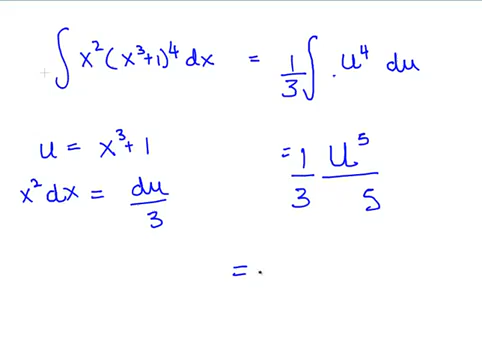 ∫ x²(x³+1)⁴ dx = 1/3 ∫ . u⁴ du
u = x³+1 = 1/3 u⁵/5
x² dx = du/3
= .